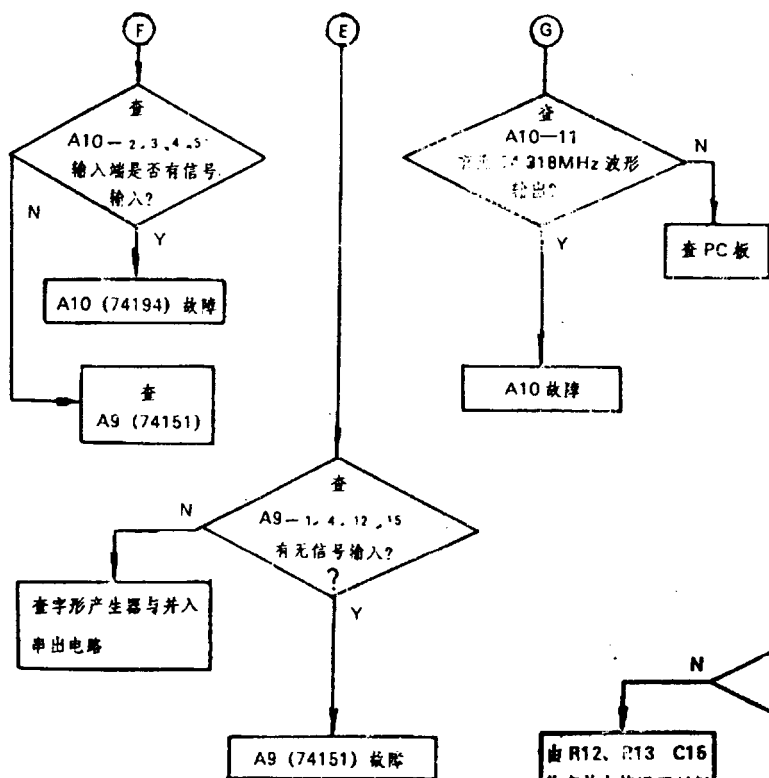 F
E
G
查
A10—2、3、4、5
输入端是否有信号
输入?
N
Y
A10 (74194) 故障
查
A9 (74151)
查
A10—11
318MHz 波形
输出?
N
Y
查 PC 板
A10 故障
查
A9—1、4、12、15
有无信号输入?
?
N
Y
查字形产生器与并入
串出电路
A9 (74151) 故障
N
由 R12、R13 C16